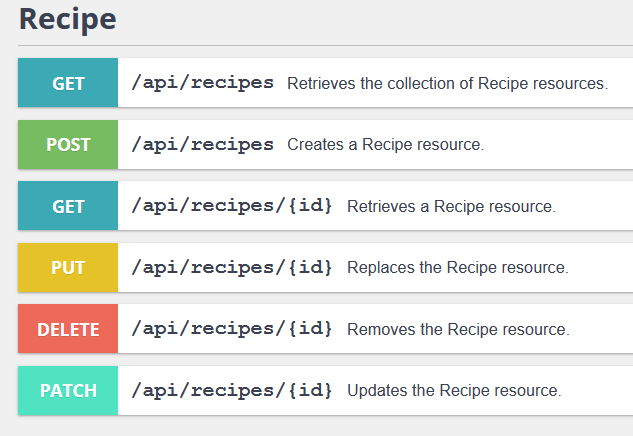 Recipe
GET /api/recipes Retrieves the collection of Recipe resources.
POST /api/recipes Creates a Recipe resource.
GET /api/recipes/{id} Retrieves a Recipe resource.
PUT /api/recipes/{id} Replaces the Recipe resource.
DELETE /api/recipes/{id} Removes the Recipe resource.
PATCH /api/recipes/{id} Updates the Recipe resource.